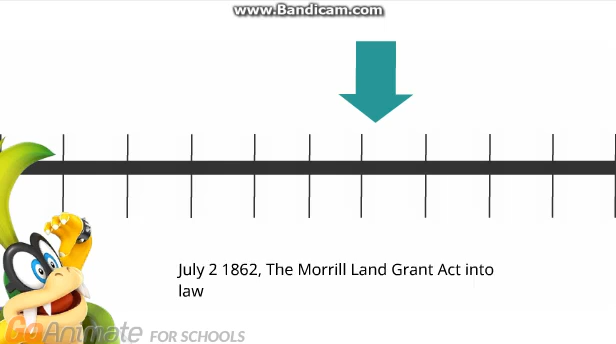 www.Bandicam.com
July 2 1862, The Morrill Land Grant Act into
law
GoAnimate FOR SCHOOLS